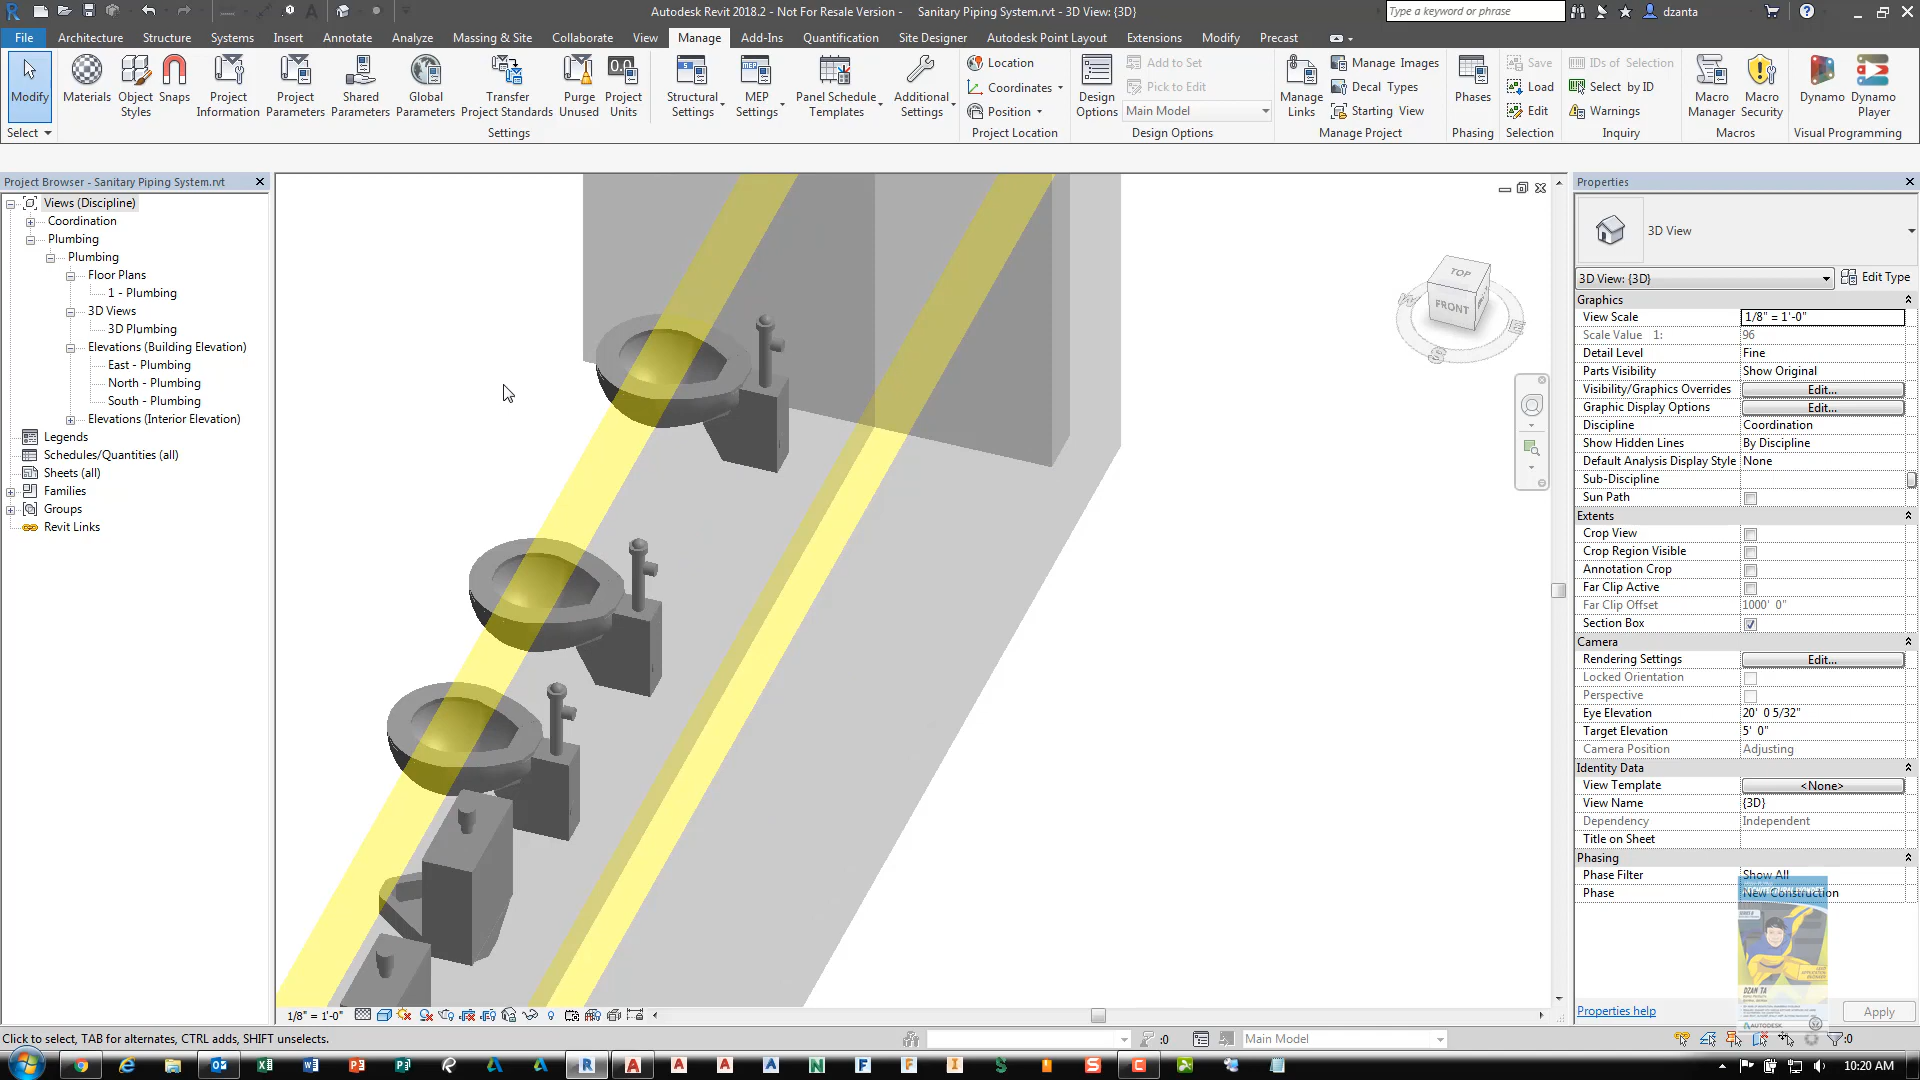 Autodesk Revit 2018.2 - Not For Resale Version - Sanitary Piping System.rvt - 3D View: {3D}
Type a keyword or phrase
dzanta
File Architecture Structure Systems Insert Annotate Analyze Massing & Site Collaborate View Manage Add-Ins Quantification Site Designer Autodesk Point Layout Extensions Modify Precast
Modify
Select
Materials
Object Styles
Snaps
Project Information
Project Parameters
Shared Parameters
Global Parameters
Transfer Project Standards
Purge Unused
Project Units
Settings
Structural Settings
MEP Settings
Panel Schedule Templates
Additional Settings
Location
Coordinates
Position
Project Location
Design Options
Add to Set
Pick to Edit
Main Model
Design Options
Manage Links
Manage Images
Decal Types
Starting View
Manage Project
Phases
Phasing
Save
Load
Edit
Selection
IDs of Selection
Select by ID
Warnings
Inquiry
Macro Manager
Macro Security
Macros
Dynamo
Dynamo Player
Visual Programming
Project Browser - Sanitary Piping System.rvt
Views (Discipline)
Coordination
Plumbing
Plumbing
Floor Plans
1 - Plumbing
3D Views
3D Plumbing
Elevations (Building Elevation)
East - Plumbing
North - Plumbing
South - Plumbing
Elevations (Interior Elevation)
Legends
Schedules/Quantities (all)
Sheets (all)
Families
Groups
Revit Links
TOP
FRONT
Properties
3D View
3D View: {3D}
Edit Type
Graphics
View Scale 1/8" = 1'-0"
Scale Value 1: 96
Detail Level Fine
Parts Visibility Show Original
Visibility/Graphics Overrides Edit...
Graphic Display Options Edit...
Discipline Coordination
Show Hidden Lines By Discipline
Default Analysis Display Style None
Sub-Discipline
Sun Path
Extents
Crop View
Crop Region Visible
Annotation Crop
Far Clip Active
Far Clip Offset 1000' 0"
Section Box
Camera
Rendering Settings Edit...
Locked Orientation
Perspective
Eye Elevation 20' 0 5/32"
Target Elevation 5' 0"
Camera Position Adjusting
Identity Data
View Template <None>
View Name {3D}
Dependency Independent
Title on Sheet
Phasing
Phase Filter Show All
Phase New Construction
DZAN TA
AUTODESK
Properties help
Apply
1/8" = 1'-0"
Click to select, TAB for alternates, CTRL adds, SHIFT unselects.
:0
Main Model
:0
10:20 AM